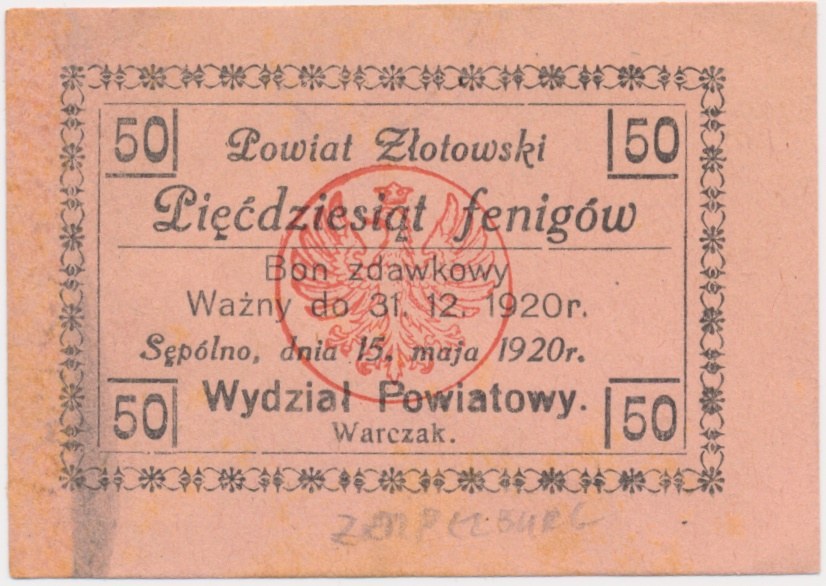 50 Powiat Złotowski 50
Pięćdziesiąt fenigów
Bon zdawkowy
Ważny do 31. 12. 1920r.
Sępólno, dnia 15. maja 1920r.
50 Wydział Powiatowy. 50
Warczak.
ZEMPELBURG